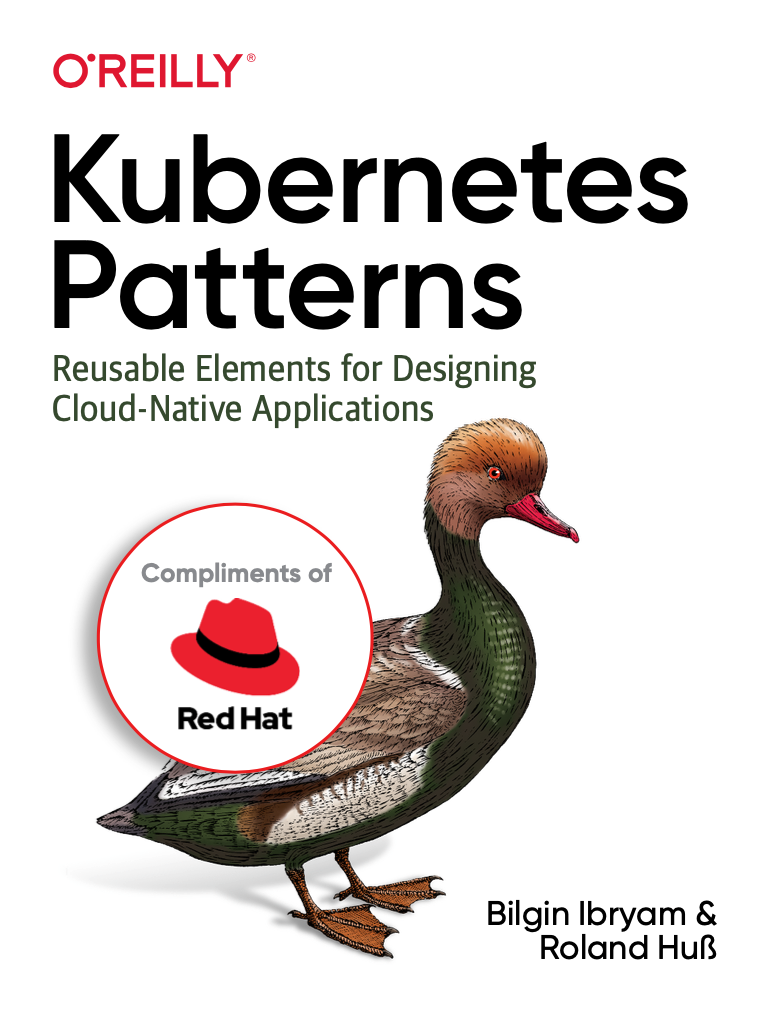 O'REILLY®
Kubernetes
Patterns
Reusable Elements for Designing
Cloud-Native Applications
Compliments of
Red Hat
Bilgin Ibryam &
Roland Huß